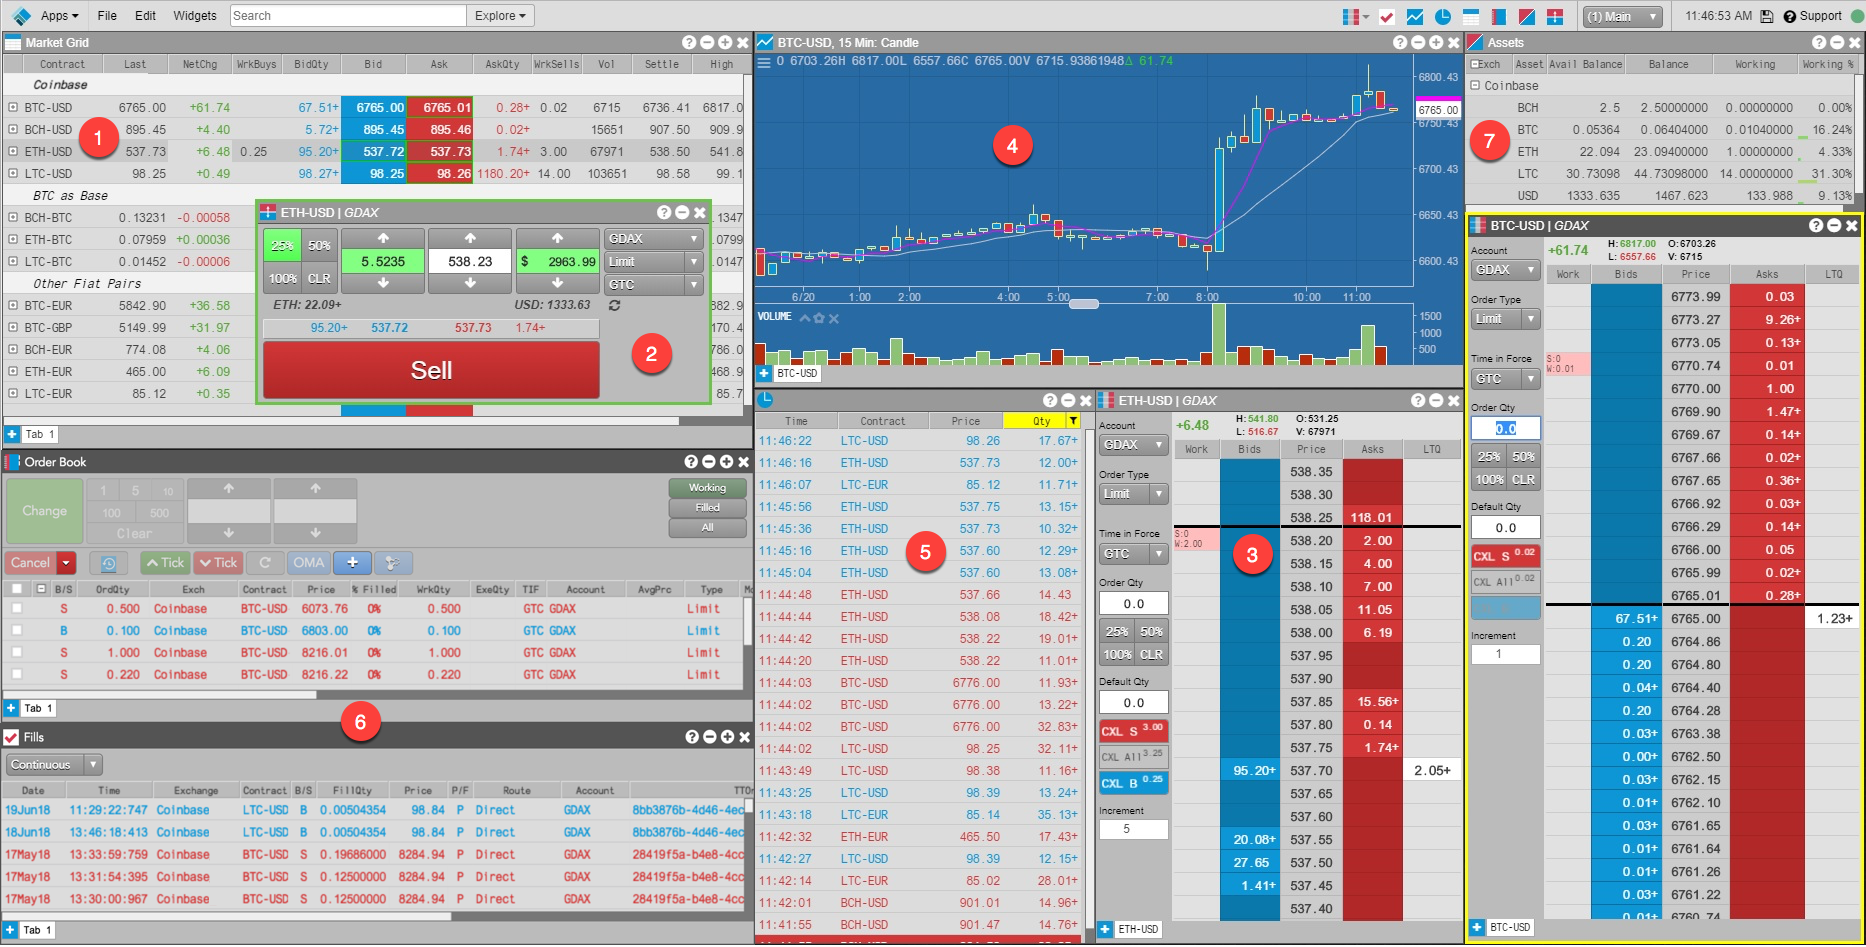 Apps File Edit Widgets Search Explore (1) Main 11:46:53 AM Support
Market Grid
Contract Last NetChg WrkBuys BidQty Bid Ask AskQty WrkSells Vol Settle High
Coinbase
BTC-USD 6765.00 +61.74 67.51+ 6765.00 6765.01 0.28+ 0.02 6715 6736.41 6817.0
BCH-USD 895.45 +4.40 5.72+ 895.45 895.46 0.02+ 15651 907.50 909.9
ETH-USD 537.73 +6.48 0.25 95.20+ 537.72 537.73 1.74+ 3.00 67971 538.50 541.8
LTC-USD 98.25 +0.49 98.27+ 98.25 98.26 1180.20+ 14.00 103651 98.58 99.1
1
BTC as Base
BCH-BTC 0.13231 -0.00058 .1347
ETH-BTC 0.07959 +0.00036 .0799
LTC-BTC 0.01452 -0.00006 .0147
Other Fiat Pairs
BTC-EUR 5842.90 +36.58 882.9
BTC-GBP 5149.99 +31.97 170.4
BCH-EUR 774.08 +4.06 786.0
ETH-EUR 465.00 +6.09 468.9
LTC-EUR 85.12 +0.35 85.7
Tab 1
ETH-USD | GDAX
25% 50% 5.5235 538.23 $ 2963.99 GDAX
100% CLR Limit
GTC
ETH: 22.09+ USD: 1333.63
95.20+ 537.72 537.73 1.74+
Sell
2
Order Book
Change 1 5 10 Working
100 500 Filled
Clear All
Cancel Tick Tick C OMA +
B/S OrdQty Exch Contract Price % Filled WrkQty ExeQty TIF Account AvgPrc Type Mo
S 0.500 Coinbase BTC-USD 6073.76 0% 0.500 GTC GDAX Limit
B 0.100 Coinbase BTC-USD 6803.00 0% 0.100 GTC GDAX Limit
S 1.000 Coinbase BTC-USD 8216.01 0% 1.000 GTC GDAX Limit
S 0.220 Coinbase BTC-USD 8216.22 0% 0.220 GTC GDAX Limit
Tab 1
6
Fills
Continuous
Date Time Exchange Contract B/S FillQty Price P/F Route Account TTOr
19Jun18 11:29:22:747 Coinbase LTC-USD B 0.00504354 98.84 P Direct GDAX 8bb3876b-4d46-4ec
18Jun18 13:46:18:413 Coinbase LTC-USD B 0.00504354 98.84 P Direct GDAX 8bb3876b-4d46-4ec
17May18 13:33:59:759 Coinbase BTC-USD S 0.19686000 8284.94 P Direct GDAX 28419f5a-b4e8-4cc
17May18 13:31:54:395 Coinbase BTC-USD S 0.12500000 8284.94 P Direct GDAX 28419f5a-b4e8-4cc
17May18 13:30:00:967 Coinbase BTC-USD S 0.12500000 8284.94 P Direct GDAX 28419f5a-b4e8-4cc
Tab 1
BTC-USD, 15 Min: Candle
O 6703.26H 6817.00L 6557.66C 6765.00V 6715.93861948Δ 61.74
6800.43
6765.00
6750.43
6700.43
6650.43
6600.43
4
6/20 1:00 2:00 4:00 5:00 7:00 8:00 10:00 11:00
VOLUME
1500
1000
500
BTC-USD
Time Contract Price Qty
11:46:22 LTC-USD 98.26 17.67+
11:46:16 ETH-USD 537.73 12.00+
11:46:07 LTC-EUR 85.12 11.71+
11:45:56 ETH-USD 537.75 13.15+
11:45:36 ETH-USD 537.73 10.32+
11:45:16 ETH-USD 537.60 12.29+
11:45:04 ETH-USD 537.60 13.08+
11:44:48 ETH-USD 537.66 14.43
11:44:44 ETH-USD 538.08 18.42+
11:44:42 ETH-USD 538.22 19.01+
11:44:20 ETH-USD 538.22 11.01+
11:44:03 BTC-USD 6776.00 11.93+
11:44:02 BTC-USD 6776.00 13.22+
11:44:02 BTC-USD 6776.00 32.83+
11:44:02 LTC-USD 98.25 32.11+
11:43:49 LTC-USD 98.38 11.16+
11:43:25 LTC-USD 98.39 13.24+
11:43:18 LTC-EUR 85.14 35.13+
11:42:32 ETH-EUR 465.50 17.43+
11:42:27 LTC-USD 98.39 12.15+
11:42:14 LTC-EUR 85.02 28.01+
11:42:01 BCH-USD 901.01 14.96+
11:41:55 BCH-USD 901.47 14.76+
5
ETH-USD | GDAX
Account
GDAX
Order Type
Limit
Time in Force
GTC
Order Qty
0.0
25% 50%
100% CLR
Default Qty
0.0
CXL S 3.00
CXL All 3.25
CXL B 0.25
Increment
5
+6.48 H: 541.80 O: 531.25
L: 516.67 V: 67971
Work Bids Price Asks LTQ
538.35
538.30
538.25 118.01
S:0
W:2.00
538.20 2.00
538.15 4.00
538.10 7.00
538.05 11.05
538.00 6.19
537.95
537.90
537.85 15.56+
537.80 0.14
537.75 1.74+
95.20+ 537.70 2.05+
537.65
537.60
20.08+ 537.55
27.65 537.50
1.41+ 537.45
537.40
3
ETH-USD
Assets
Exch Asset Avail Balance Balance Working Working %
Coinbase
BCH 2.5 2.50000000 0.00000000 0.00%
BTC 0.05364 0.06404000 0.01040000 16.24%
ETH 22.094 23.09400000 1.00000000 4.33%
LTC 30.73098 44.73098000 14.00000000 31.30%
USD 1333.635 1467.623 133.988 9.13%
7
BTC-USD | GDAX
Account
GDAX
Order Type
Limit
Time in Force
GTC
Order Qty
0.0
25% 50%
100% CLR
Default Qty
0.0
CXL S 0.02
CXL All 0.02
Increment
1
+61.74 H: 6817.00 O: 6703.26
L: 6557.66 V: 6715
Work Bids Price Asks LTQ
6773.99 0.03
6773.27 9.26+
6773.05 0.13+
S:0
W:0.01
6770.74 0.01
6770.00 1.00
6769.90 1.47+
6769.67 0.14+
6767.66 0.02+
6767.65 0.36+
6766.92 0.03+
6766.29 0.14+
6766.00 0.05
6765.99 0.02+
6765.01 0.28+
67.51+ 6765.00 1.23+
0.20 6764.86
0.20 6764.80
0.04+ 6764.40
0.20 6764.28
0.03+ 6763.38
0.00+ 6762.50
0.03+ 6762.15
0.01+ 6762.10
0.03+ 6761.65
0.01+ 6761.64
0.01+ 6761.26
0.03+ 6761.22
0.01+ 6760.74
BTC-USD